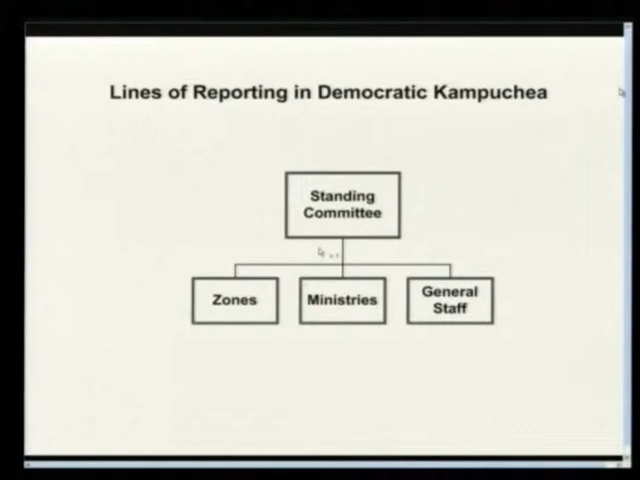 Lines of Reporting in Democratic Kampuchea
Standing
Committee
Zones
Ministries
General
Staff